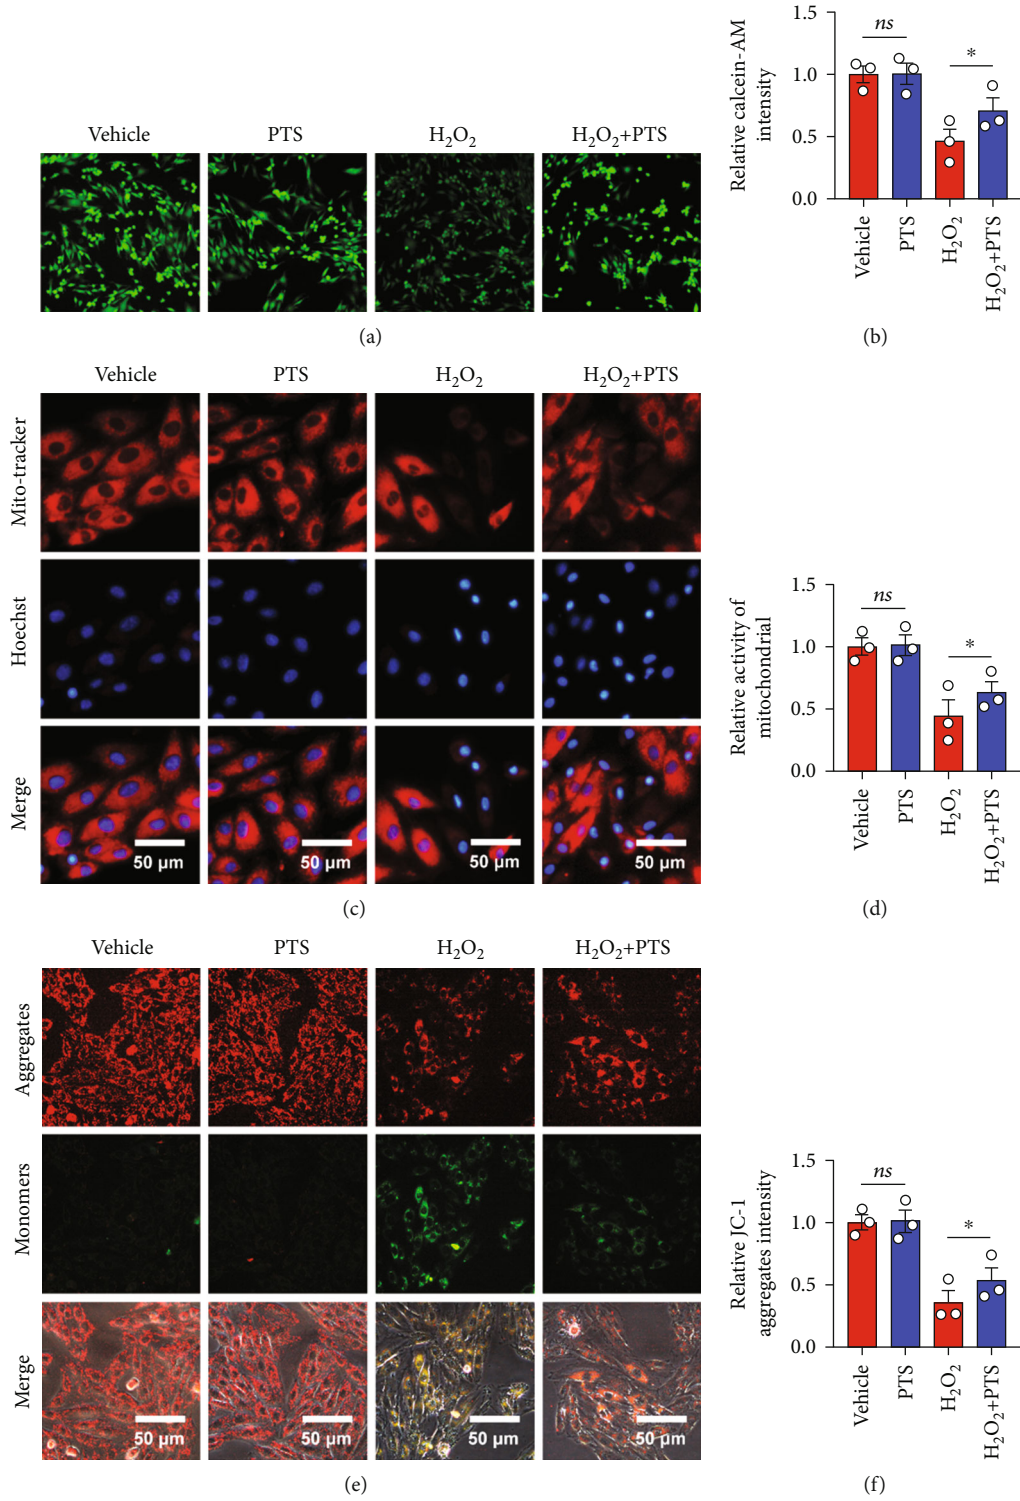 Vehicle PTS H₂O₂ H₂O₂+PTS
(a)
Relative calcein-AM
intensity
1.5
1.0
0.5
0.0
ns
*
Vehicle
PTS
H₂O₂
H₂O₂+PTS
(b)
Vehicle PTS H₂O₂ H₂O₂+PTS
Mito-tracker
Hoechst
Merge
50 μm 50 μm 50 μm 50 μm
(c)
Relative activity of
mitochondrial
1.5
1.0
0.5
0.0
ns
*
Vehicle
PTS
H₂O₂
H₂O₂+PTS
(d)
Vehicle PTS H₂O₂ H₂O₂+PTS
Aggregates
Monomers
Merge
50 μm 50 μm 50 μm 50 μm
(e)
Relative JC-1
aggregates intensity
1.5
1.0
0.5
0.0
ns
*
Vehicle
PTS
H₂O₂
H₂O₂+PTS
(f)